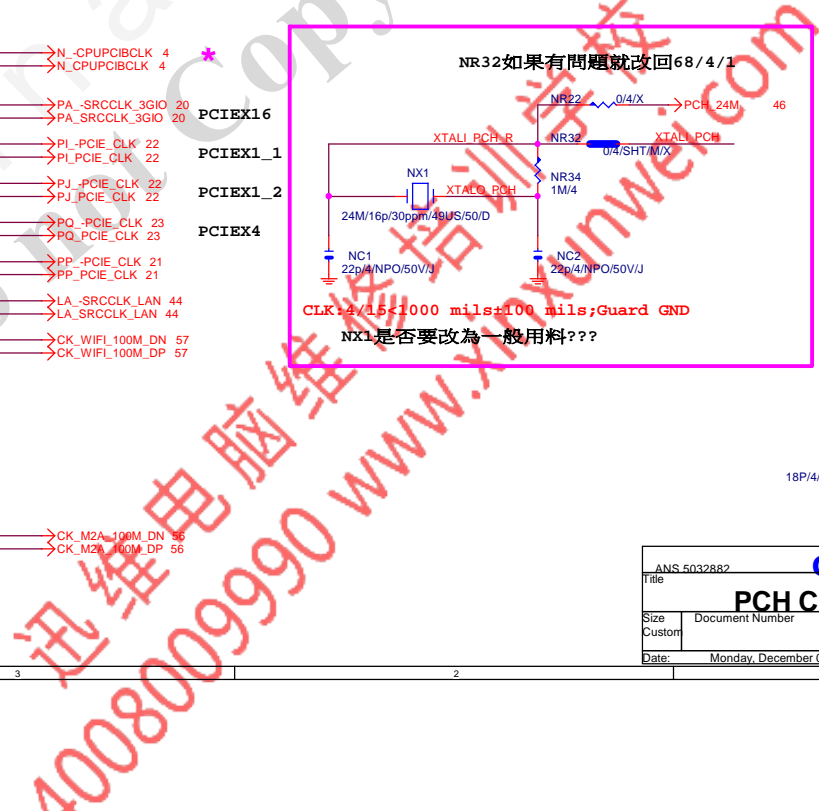 N_-CPUPCIBCLK 4
N_CPUPCIBCLK 4
*
PA_-SRCCLK_3GIO 20
PA_SRCCLK_3GIO 20
PCIEX16
PI_-PCIE_CLK 22
PI_PCIE_CLK 22
PCIEX1_1
PJ_-PCIE_CLK 22
PJ_PCIE_CLK 22
PCIEX1_2
PQ_-PCIE_CLK 23
PQ_PCIE_CLK 23
PCIEX4
PP_-PCIE_CLK 21
PP_PCIE_CLK 21
LA_-SRCCLK_LAN 44
LA_SRCCLK_LAN 44
CK_WIFI_100M_DN 57
CK_WIFI_100M_DP 57
CK_M2A_100M_DN 56
CK_M2A_100M_DP 56
NR32如果有問題就改回68/4/1
NR22 0/4/X PCH_24M 46
XTALI_PCH_R NR32 XTALI_PCH
0/4/SHT/M/X
NX1 XTALO_PCH
NR34
1M/4
24M/16p/30ppm/49US/50/D
NC1
22p/4/NPO/50V/J
NC2
22p/4/NPO/50V/J
CLK:4/15<1000 mils±100 mils;Guard GND
NX1是否要改為一般用料???
18P/4/
ANS 5032882
Title
PCH C
Size
Custom
Document Number
Date: Monday, December 0
3
2
not Copy
迅维电脑维修培训学校
4008009990 www.xinxunwei.com